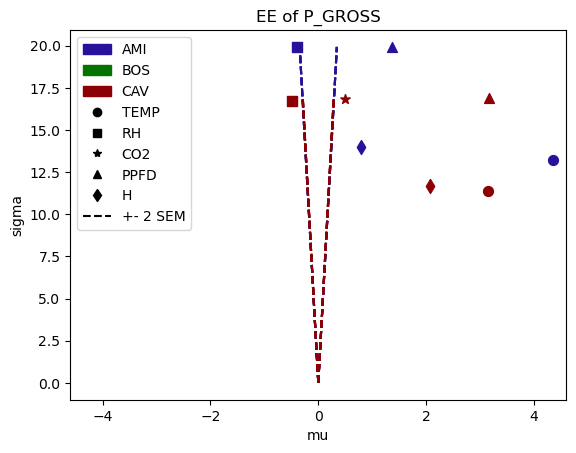 EE of P_GROSS
20.0
17.5
15.0
12.5
10.0
7.5
5.0
2.5
0.0
sigma
AMI
BOS
CAV
TEMP
RH
CO2
PPFD
H
+- 2 SEM
−4
−2
0
2
4
mu